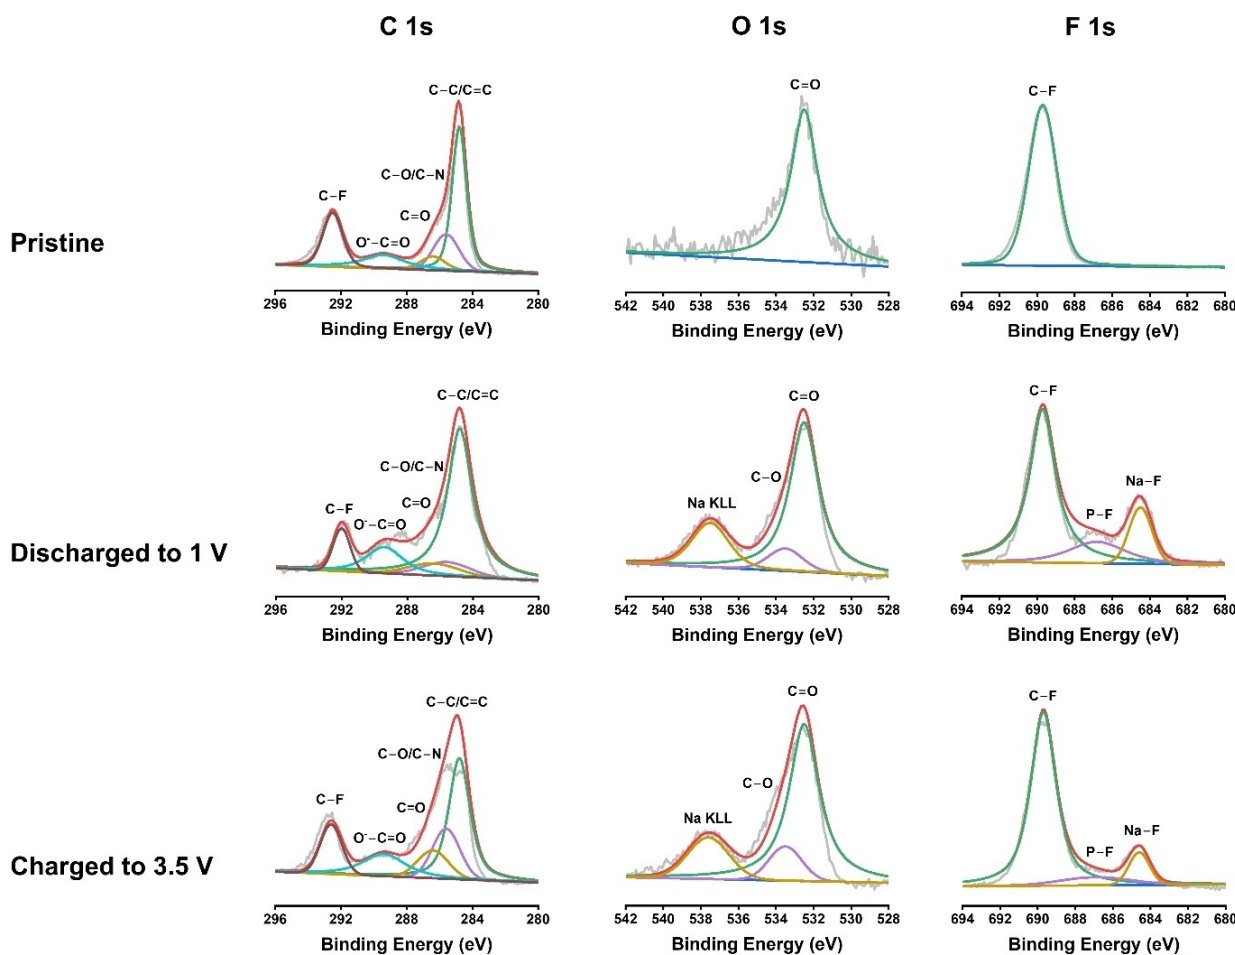 C 1s
O 1s
F 1s
Pristine
C−C/C=C
C−O/C−N
C−F
C=O
O⁻−C=O
296 292 288 284 280
Binding Energy (eV)
C=O
542 540 538 536 534 532 530 528
Binding Energy (eV)
C−F
694 692 690 688 686 684 682 680
Binding Energy (eV)
Discharged to 1 V
C−C/C=C
C−O/C−N
C=O
C−F
O⁻−C=O
296 292 288 284 280
Binding Energy (eV)
C=O
C−O
Na KLL
542 540 538 536 534 532 530 528
Binding Energy (eV)
C−F
Na−F
P−F
694 692 690 688 686 684 682 680
Binding Energy (eV)
Charged to 3.5 V
C−C/C=C
C−O/C−N
C−F
C=O
O⁻−C=O
296 292 288 284 280
Binding Energy (eV)
C=O
C−O
Na KLL
542 540 538 536 534 532 530 528
Binding Energy (eV)
C−F
Na−F
P−F
694 692 690 688 686 684 682 680
Binding Energy (eV)